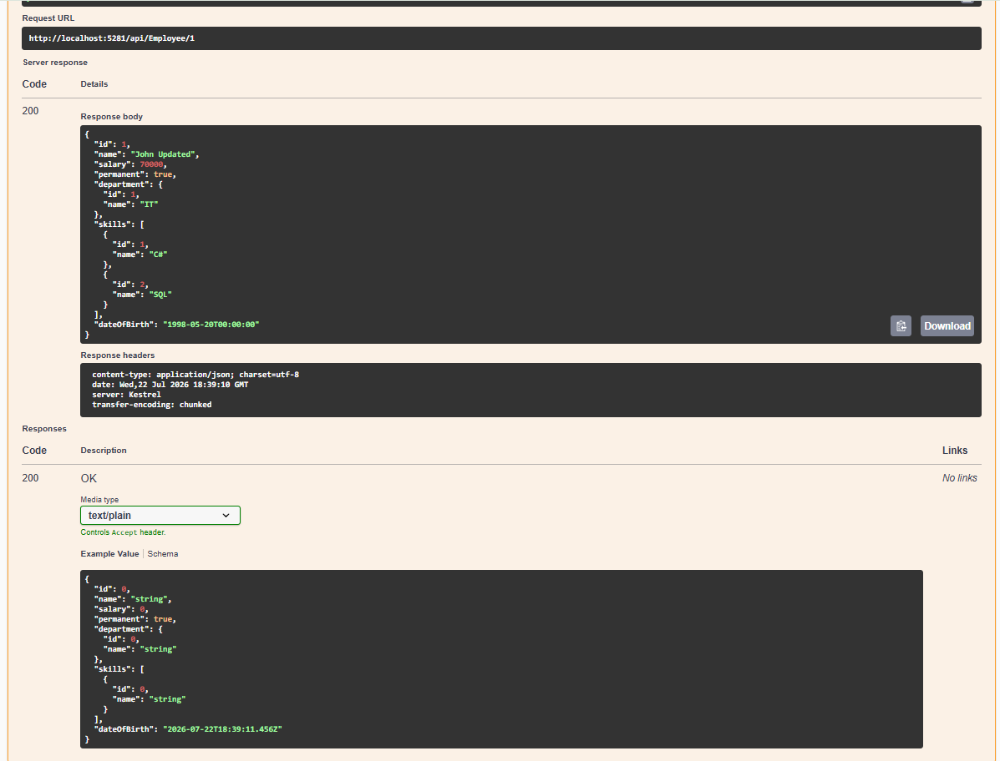 Request URL
http://localhost:5281/api/Employee/1
Server response
Code Details
200
Response body
{
  "id": 1,
  "name": "John Updated",
  "salary": 70000,
  "permanent": true,
  "department": {
    "id": 1,
    "name": "IT"
  },
  "skills": [
    {
      "id": 1,
      "name": "C#"
    },
    {
      "id": 2,
      "name": "SQL"
    }
  ],
  "dateOfBirth": "1998-05-20T00:00:00"
}
Download
Response headers
content-type: application/json; charset=utf-8
date: Wed,22 Jul 2026 18:39:10 GMT
server: Kestrel
transfer-encoding: chunked
Responses
Code Description Links
200 OK No links
Media type
text/plain
Controls Accept header.
Example Value Schema
{
  "id": 0,
  "name": "string",
  "salary": 0,
  "permanent": true,
  "department": {
    "id": 0,
    "name": "string"
  },
  "skills": [
    {
      "id": 0,
      "name": "string"
    }
  ],
  "dateOfBirth": "2026-07-22T18:39:11.456Z"
}